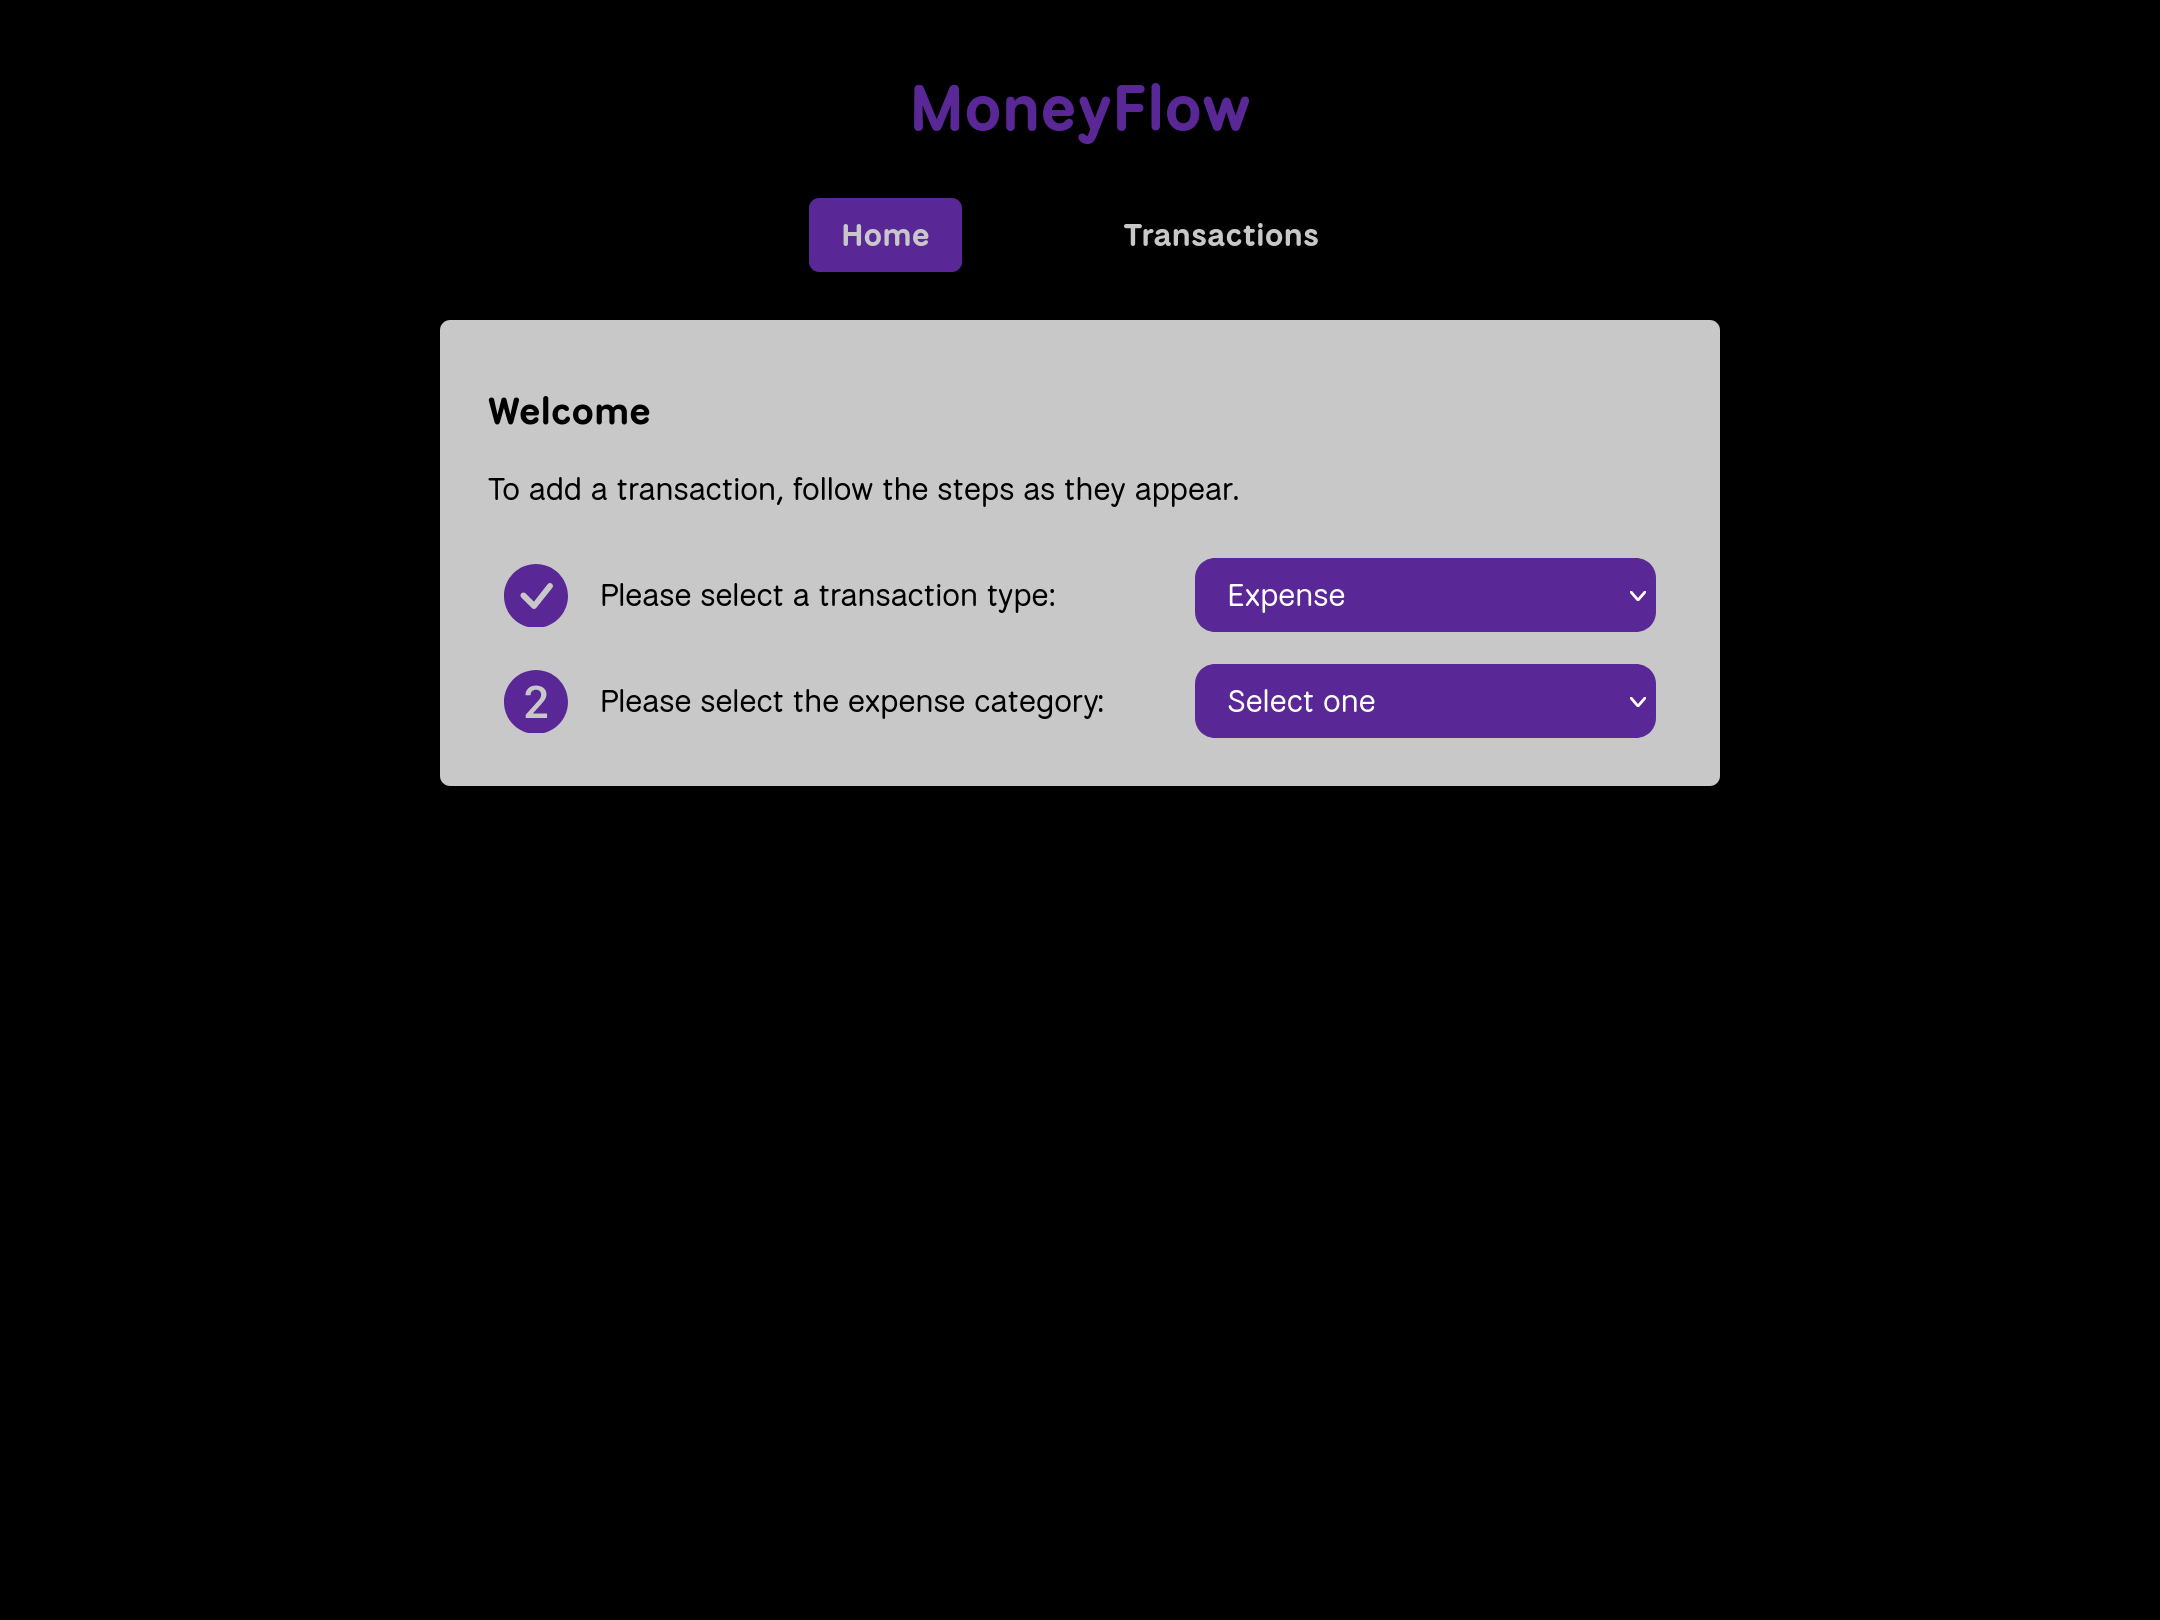 MoneyFlow
Home
Transactions
Welcome
To add a transaction, follow the steps as they appear.
Please select a transaction type:
Expense
2
Please select the expense category:
Select one